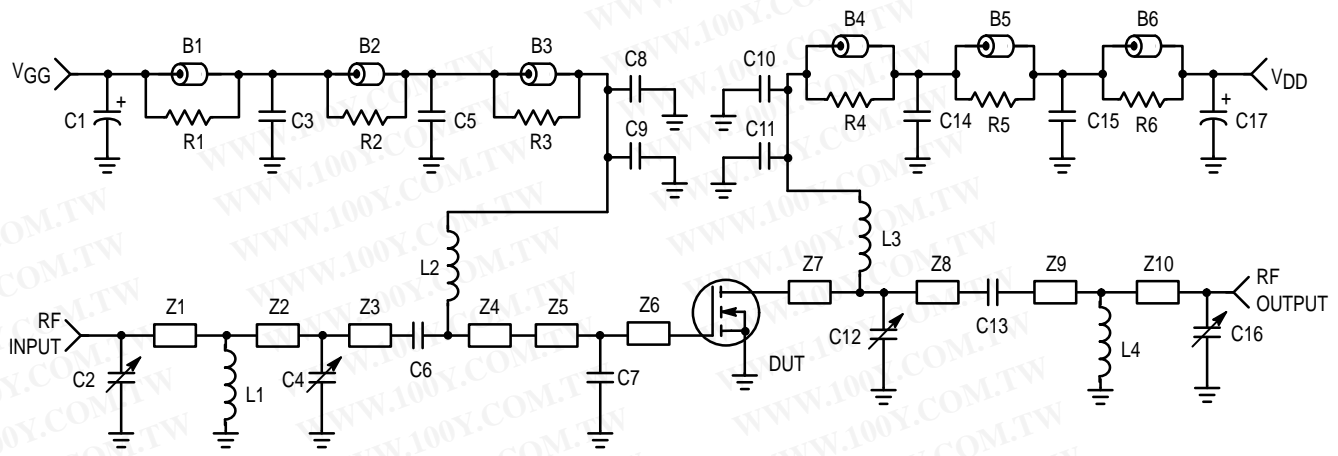 B1 B2 B3 B4 B5 B6
VGG C1 + R1 C3 R2 C5 R3 C8 C9
C10 C11 R4 C14 R5 C15 R6 + C17 VDD
L2 L3
RF INPUT Z1 Z2 Z3 C6 Z4 Z5 Z6 Z7 Z8 C13 Z9 Z10 RF OUTPUT
C2 L1 C4 C7 DUT C12 L4 C16
WWW.100Y.COM.TW